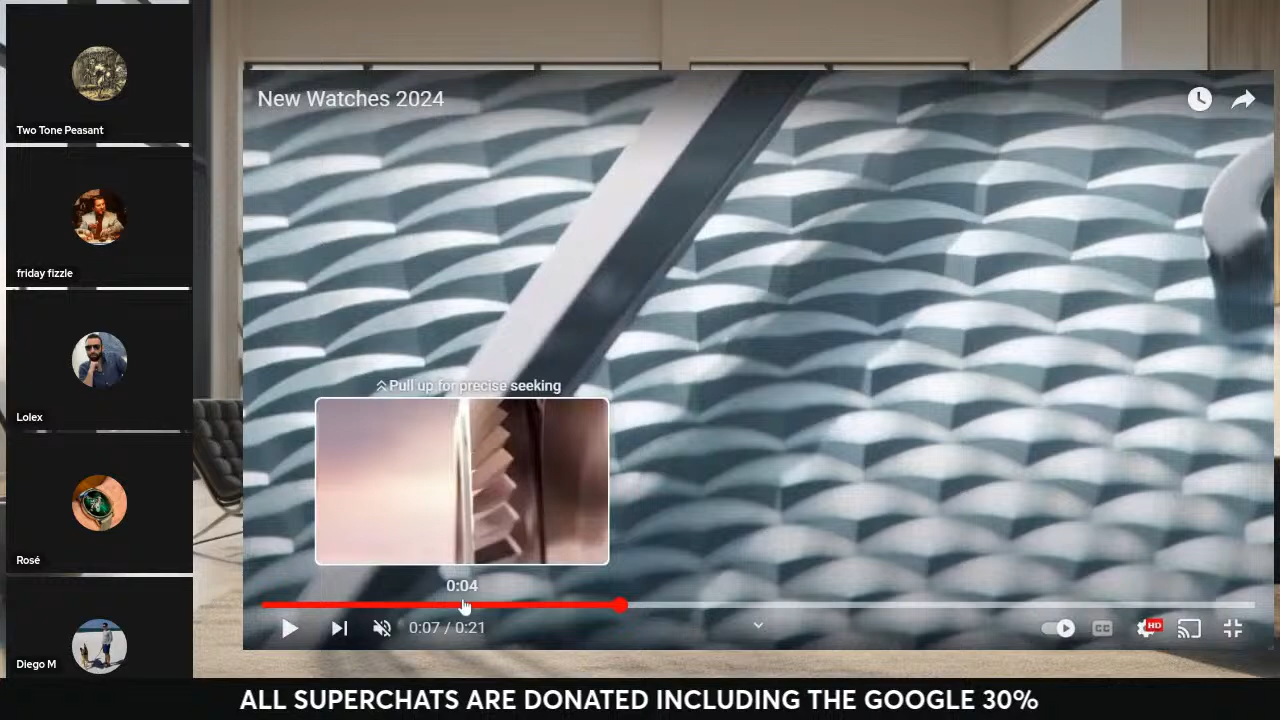 Two Tone Peasant
friday fizzle
Lolex
Rosé
Diego M
New Watches 2024
Pull up for precise seeking
0:04
0:07 / 0:21
CC
HD
ALL SUPERCHATS ARE DONATED INCLUDING THE GOOGLE 30%